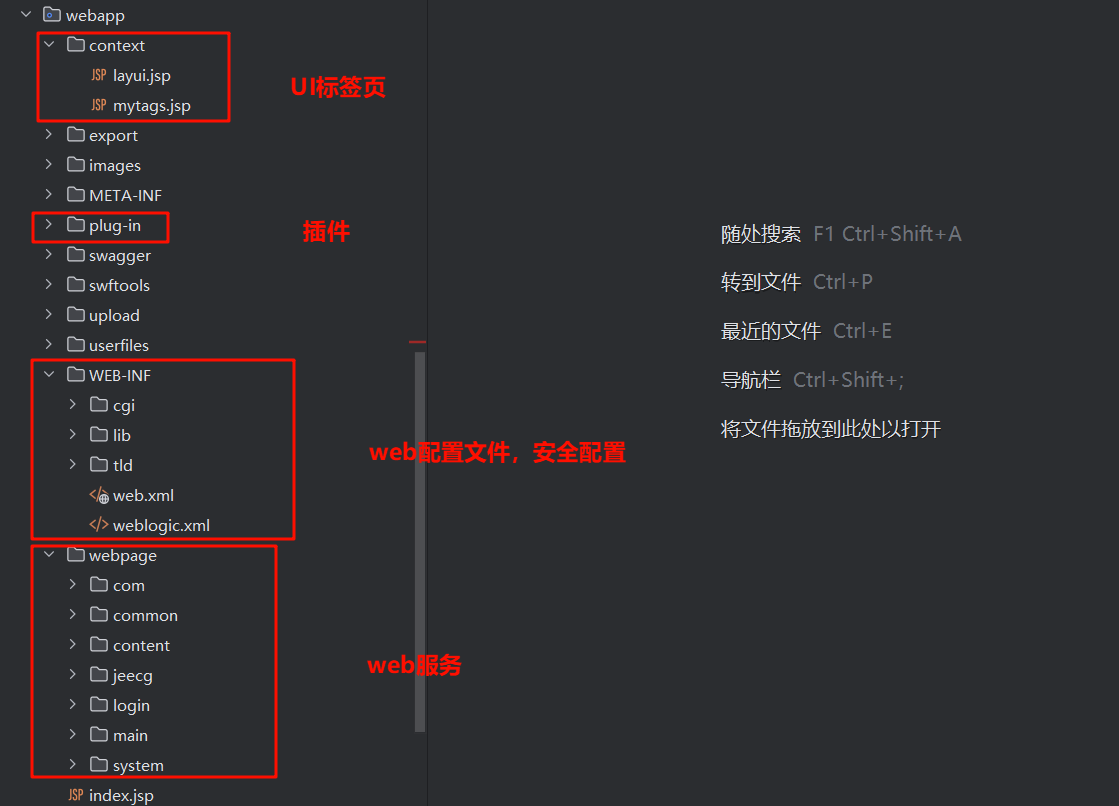 webapp
context
layui.jsp
mytags.jsp
UI标签页
export
images
META-INF
plug-in
插件
swagger
swftools
upload
userfiles
WEB-INF
cgi
lib
tld
web.xml
weblogic.xml
web配置文件，安全配置
webpage
com
common
content
jeecg
login
main
system
web服务
index.jsp
随处搜索 F1 Ctrl+Shift+A
转到文件 Ctrl+P
最近的文件 Ctrl+E
导航栏 Ctrl+Shift+;
将文件拖放到此处以打开